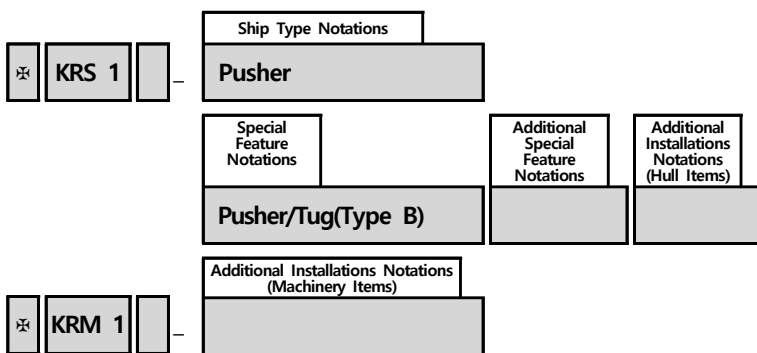 Ship Type Notations
✠ KRS 1 _ Pusher
Special
Feature
Notations
Additional
Special
Feature
Notations
Additional
Installations
Notations
(Hull Items)
Pusher/Tug(Type B)
Additional Installations Notations
(Machinery Items)
✠ KRM 1 _